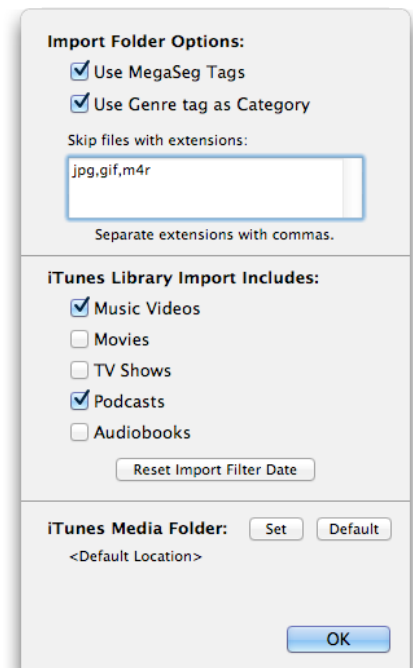 Import Folder Options:
Use MegaSeg Tags
Use Genre tag as Category
Skip files with extensions:
jpg,gif,m4r
Separate extensions with commas.
iTunes Library Import Includes:
Music Videos
Movies
TV Shows
Podcasts
Audiobooks
Reset Import Filter Date
iTunes Media Folder: Set Default
<Default Location>
OK